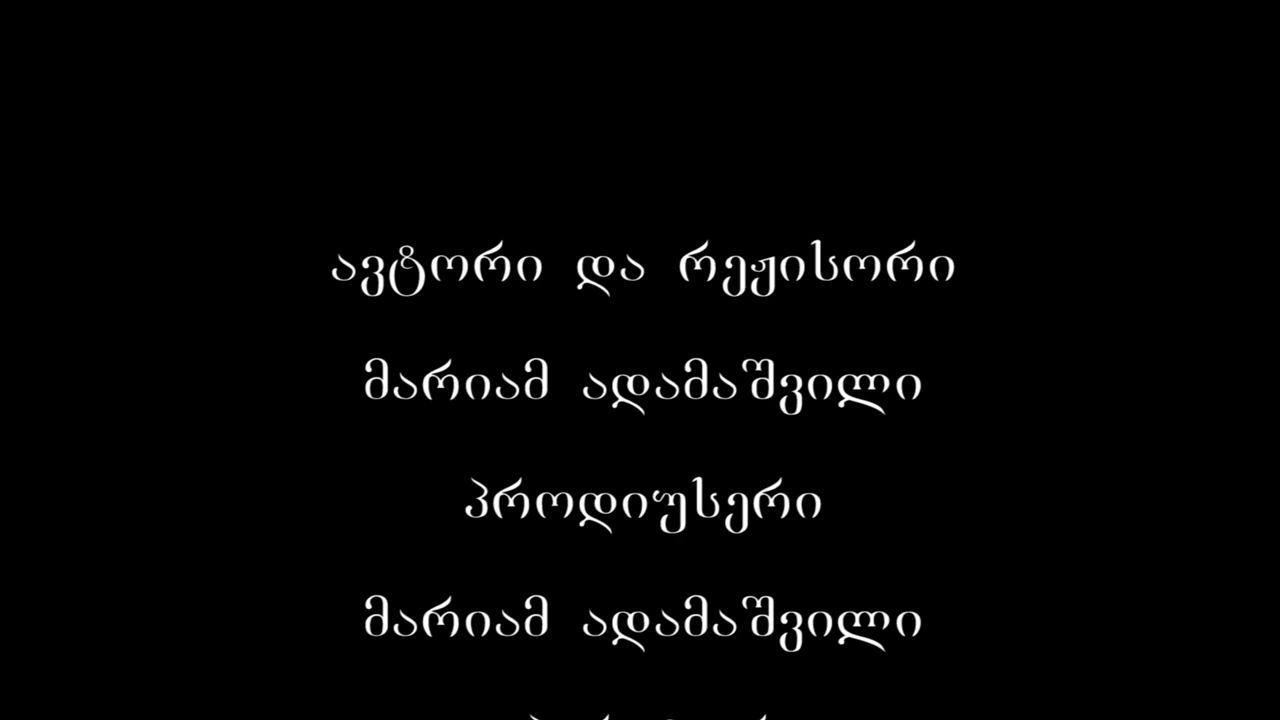 ავტორი და რეჟისორი
მარიამ ადამაშვილი
პროდიუსერი
მარიამ ადამაშვილი